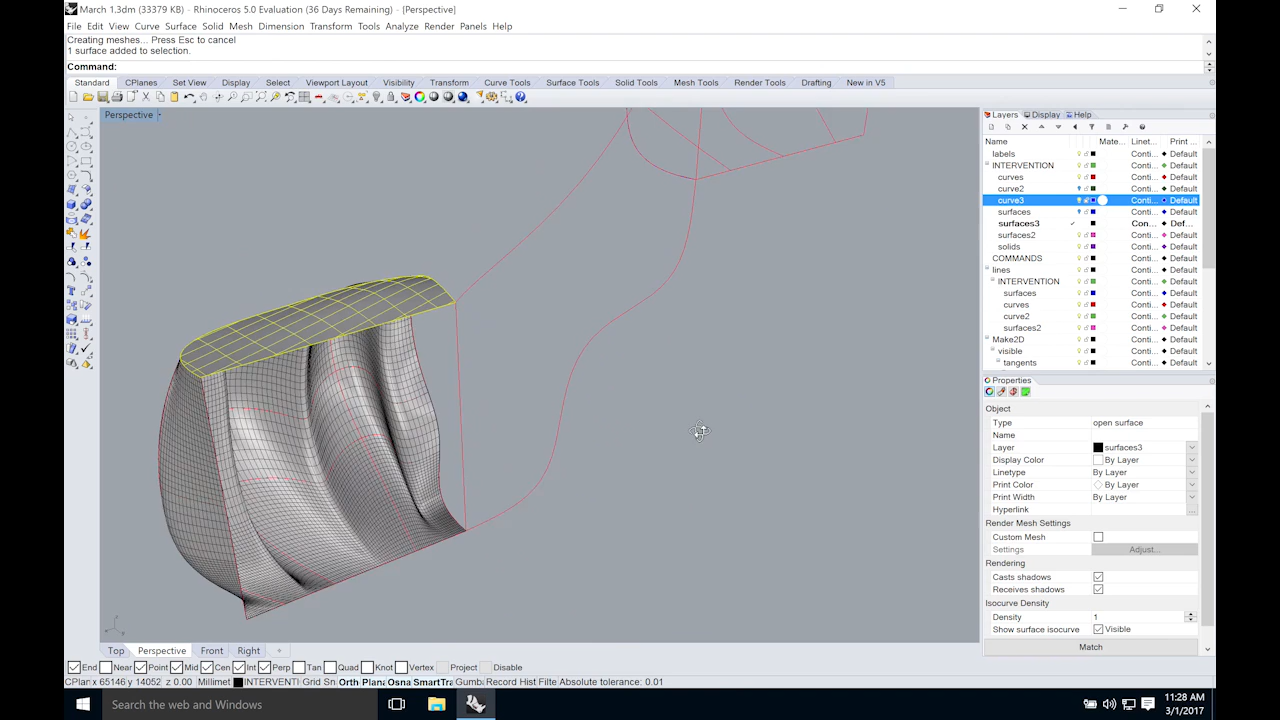 March 1.3dm (33379 KB) - Rhinoceros 5.0 Evaluation (36 Days Remaining) - [Perspective]
File Edit View Curve Surface Solid Mesh Dimension Transform Tools Analyze Render Panels Help
Creating meshes... Press Esc to cancel
1 surface added to selection.
Command:
Standard CPlanes Set View Display Select Viewport Layout Visibility Transform Curve Tools Surface Tools Solid Tools Mesh Tools Render Tools Drafting New in V5
Perspective
Layers Display Help
Name Mate... Linet... Print ...
labels Conti... Default
INTERVENTION Conti... Default
curves Conti... Default
curve2 Conti... Default
curve3 Conti... Default
surfaces Conti... Default
surfaces3 Con... Def...
surfaces2 Conti... Default
solids Conti... Default
COMMANDS Conti... Default
lines Conti... Default
INTERVENTION Conti... Default
surfaces Conti... Default
curves Conti... Default
curve2 Conti... Default
surfaces2 Conti... Default
Make2D Conti... Default
visible Conti... Default
tangents Conti... Default
Properties
Object
Type open surface
Name
Layer surfaces3
Display Color By Layer
Linetype By Layer
Print Color By Layer
Print Width By Layer
Hyperlink
Render Mesh Settings
Custom Mesh
Settings Adjust...
Rendering
Casts shadows
Receives shadows
Isocurve Density
Density 1
Show surface isocurve Visible
Match
Top Perspective Front Right
End Near Point Mid Cen Int Perp Tan Quad Knot Vertex Project Disable
CPlan x 65146 y 14052 z 0.00 Millimet INTERVENTI Grid Sn Orth Plana Osna SmartTra Gumb Record Hist Filte Absolute tolerance: 0.01
Search the web and Windows
11:28 AM
3/1/2017